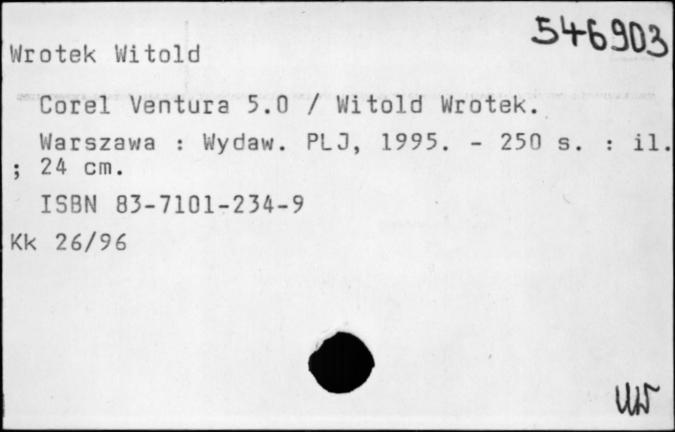 546903
Wrotek Witold
Corel Ventura 5.0 / Witold Wrotek.
Warszawa : Wydaw. PLJ, 1995. - 250 s. : il.
; 24 cm.
ISBN 83-7101-234-9
Kk 26/96